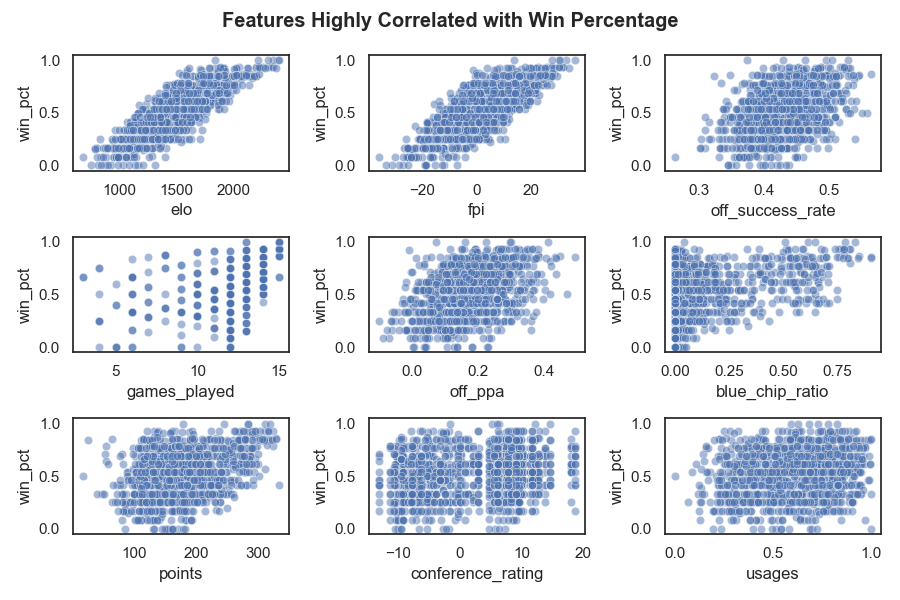 Features Highly Correlated with Win Percentage
win_pct
1.0
0.5
0.0
1000 1500 2000
elo
win_pct
1.0
0.5
0.0
−20 0 20
fpi
win_pct
1.0
0.5
0.0
0.3 0.4 0.5
off_success_rate
win_pct
1.0
0.5
0.0
5 10 15
games_played
win_pct
1.0
0.5
0.0
0.0 0.2 0.4
off_ppa
win_pct
1.0
0.5
0.0
0.00 0.25 0.50 0.75
blue_chip_ratio
win_pct
1.0
0.5
0.0
100 200 300
points
win_pct
1.0
0.5
0.0
−10 0 10 20
conference_rating
win_pct
1.0
0.5
0.0
0.0 0.5 1.0
usages